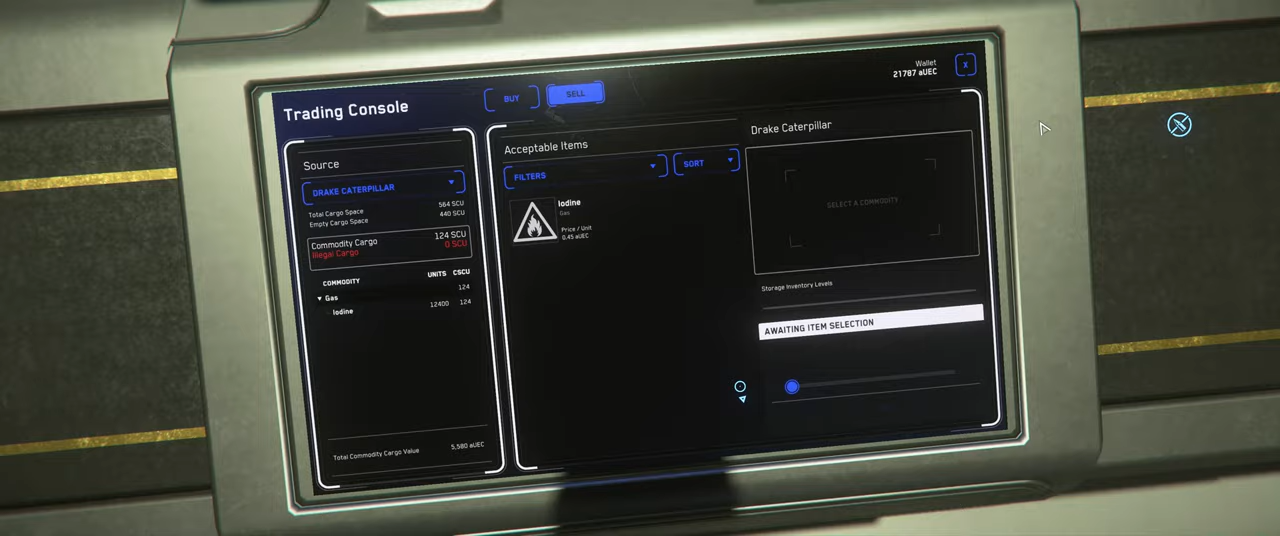 Trading Console
BUY
SELL
Wallet
21787 aUEC
X
Source
DRAKE CATERPILLAR
Total Cargo Space 564 SCU
Empty Cargo Space 440 SCU
Commodity Cargo 124 SCU
Illegal Cargo 0 SCU
COMMODITY UNITS CSCU
Gas 124
Iodine 12400 124
Total Commodity Cargo Value 5,580 aUEC
Acceptable Items
FILTERS
SORT
Iodine
Gas
Price / Unit
0.45 aUEC
Drake Caterpillar
SELECT A COMMODITY
Storage Inventory Levels
AWAITING ITEM SELECTION